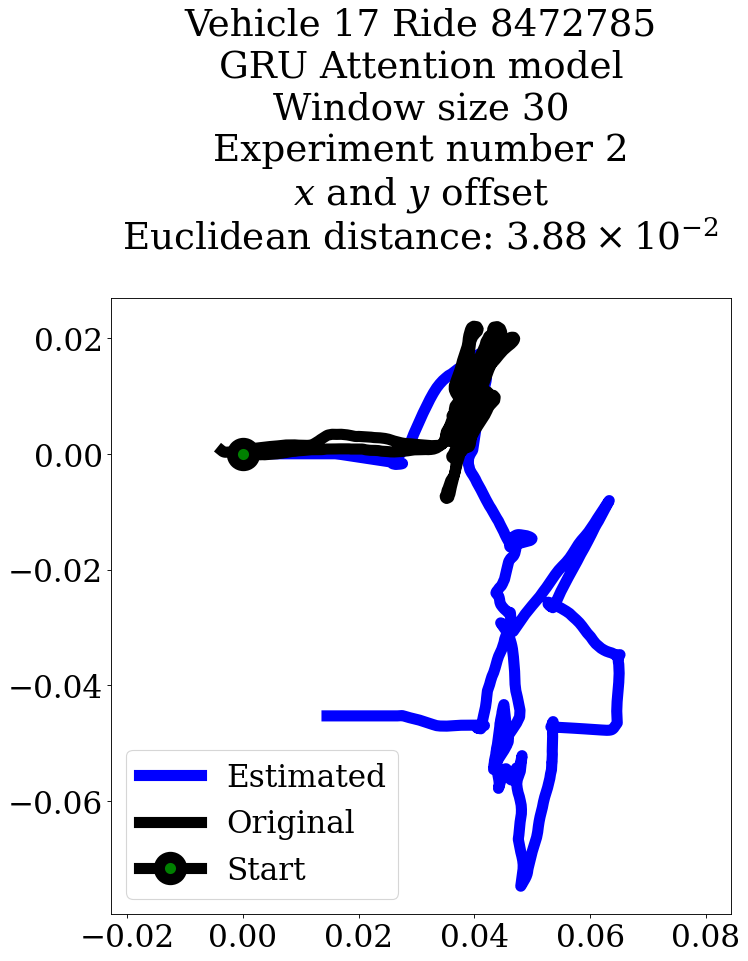 Vehicle 17 Ride 8472785
GRU Attention model
Window size 30
Experiment number 2
x and y offset
Euclidean distance: 3.88 × 10⁻²
0.02
0.00
−0.02
−0.04
−0.06
Estimated
Original
Start
−0.02 0.00 0.02 0.04 0.06 0.08